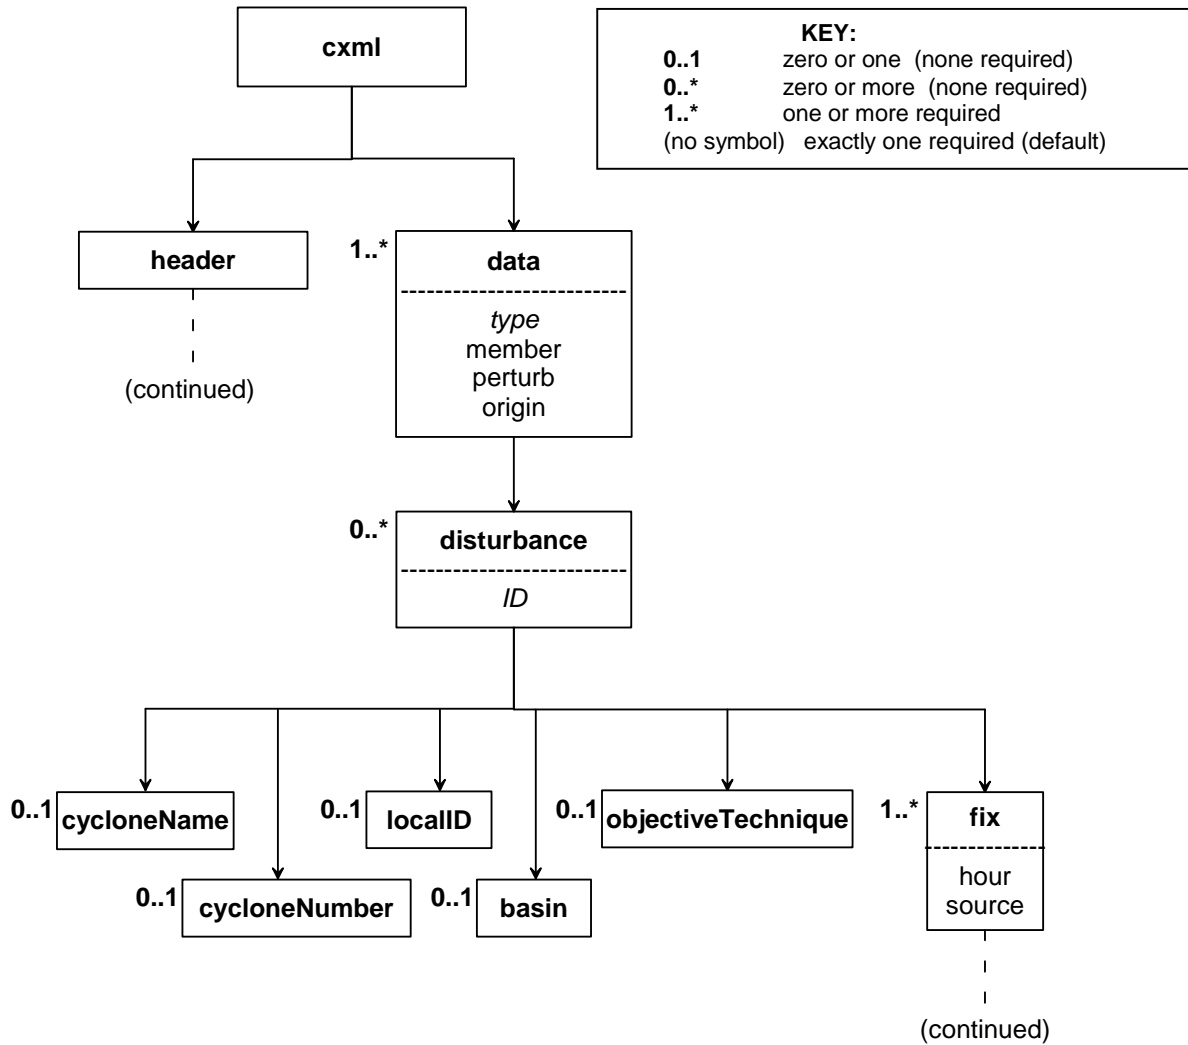 cxml
KEY:
0..1 zero or one (none required)
0..* zero or more (none required)
1..* one or more required
(no symbol) exactly one required (default)
header
(continued)
1..* data
type
member
perturb
origin
0..* disturbance
ID
0..1 cycloneName
0..1 localID
0..1 objectiveTechnique
1..* fix
hour
source
0..1 cycloneNumber
0..1 basin
(continued)